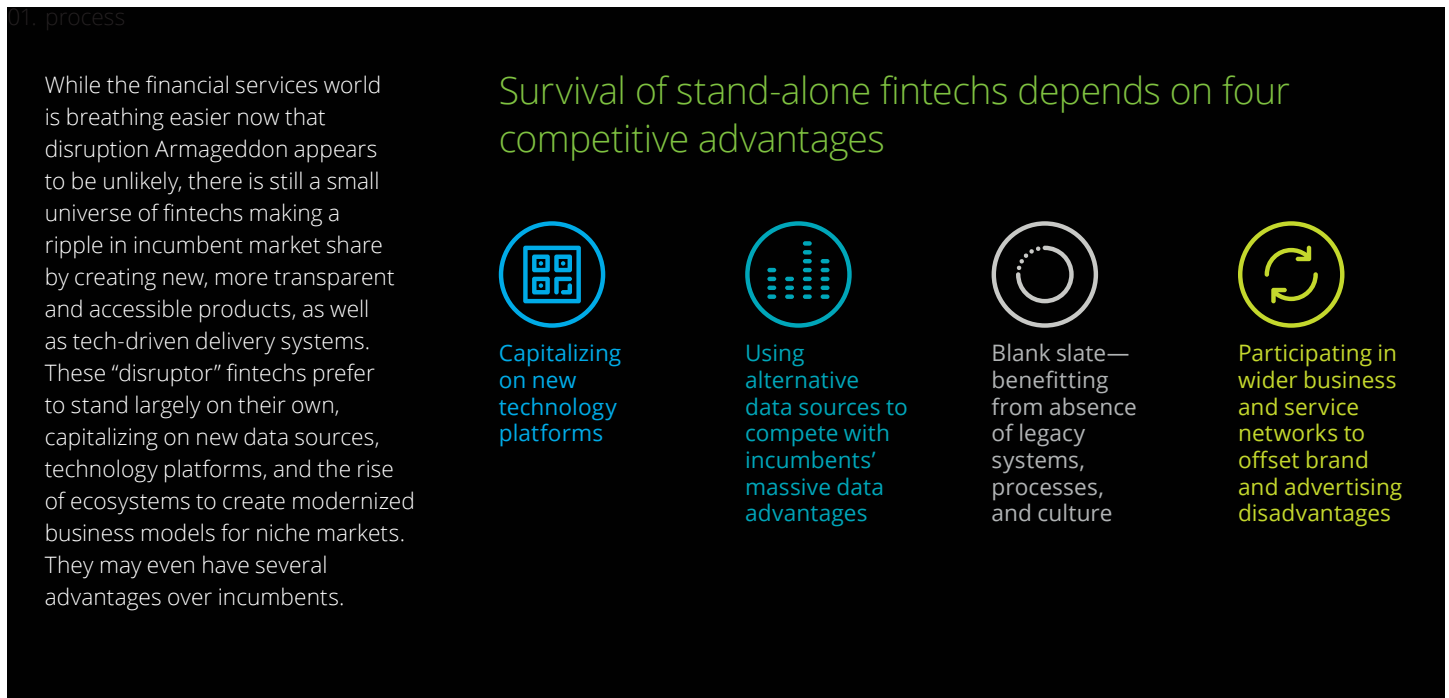 01. process
While the financial services world
is breathing easier now that
disruption Armageddon appears
to be unlikely, there is still a small
universe of fintechs making a
ripple in incumbent market share
by creating new, more transparent
and accessible products, as well
as tech-driven delivery systems.
These “disruptor” fintechs prefer
to stand largely on their own,
capitalizing on new data sources,
technology platforms, and the rise
of ecosystems to create modernized
business models for niche markets.
They may even have several
advantages over incumbents.
Survival of stand-alone fintechs depends on four
competitive advantages
Capitalizing
on new
technology
platforms
Using
alternative
data sources to
compete with
incumbents’
massive data
advantages
Blank slate—
benefitting
from absence
of legacy
systems,
processes,
and culture
Participating in
wider business
and service
networks to
offset brand
and advertising
disadvantages